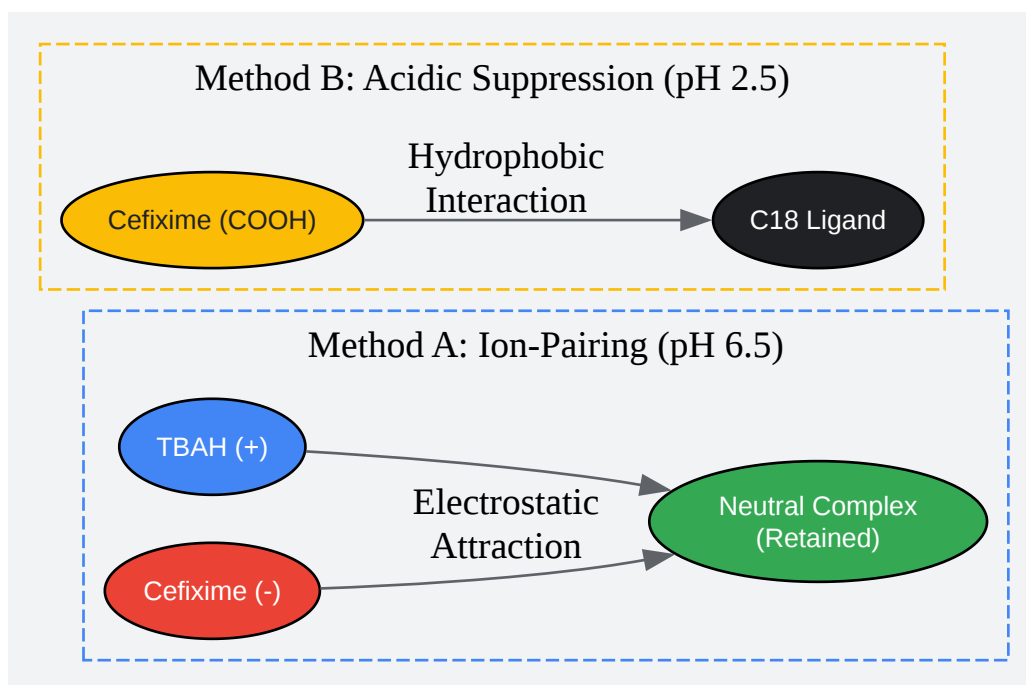 Method B: Acidic Suppression (pH 2.5)
Hydrophobic
Interaction
Cefixime (COOH)
C18 Ligand
Method A: Ion-Pairing (pH 6.5)
TBAH (+)
Electrostatic
Attraction
Neutral Complex
(Retained)
Cefixime (-)